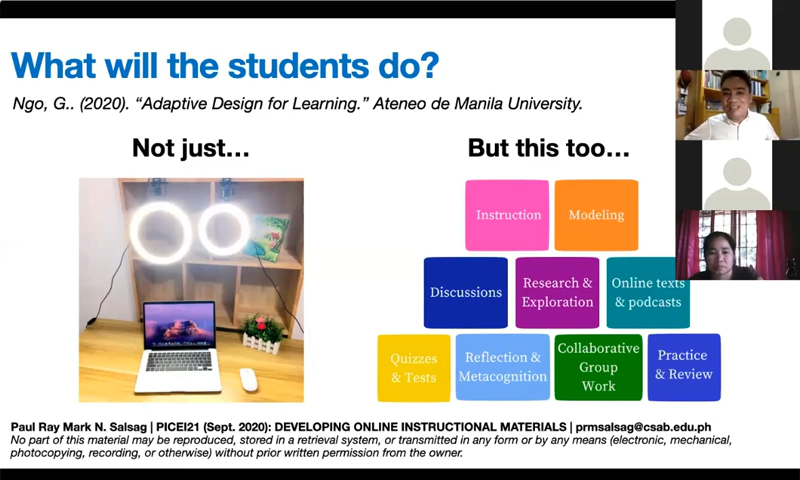 What will the students do?
Ngo, G.. (2020). “Adaptive Design for Learning.” Ateneo de Manila University.
Not just…
But this too…
Instruction
Modeling
Discussions
Research &
Exploration
Online texts
& podcasts
Quizzes
& Tests
Reflection &
Metacognition
Collaborative
Group
Work
Practice
& Review
Paul Ray Mark N. Salsag | PICEI21 (Sept. 2020): DEVELOPING ONLINE INSTRUCTIONAL MATERIALS | prmsalsag@csab.edu.ph
No part of this material may be reproduced, stored in a retrieval system, or transmitted in any form or by any means (electronic, mechanical,
photocopying, recording, or otherwise) without prior written permission from the owner.